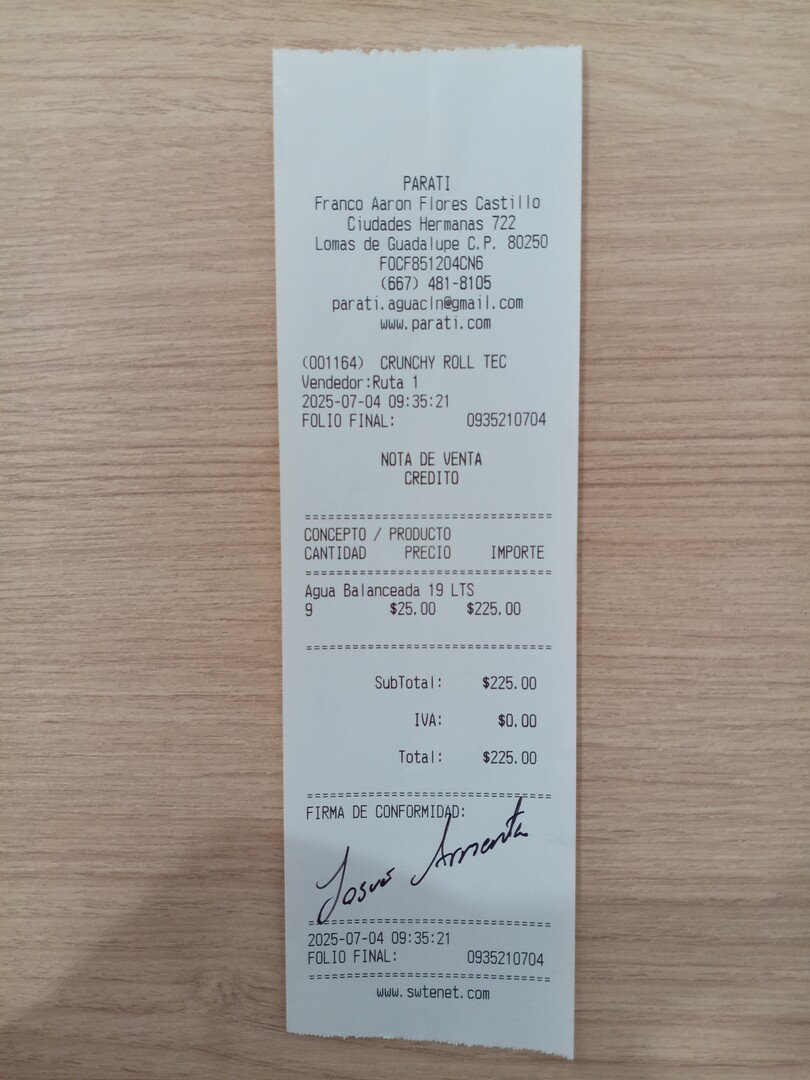 PARATI
Franco Aaron Flores Castillo
Ciudades Hermanas 722
Lomas de Guadalupe C.P. 80250
FOCF851204CN6
(667) 481-8105
parati.aguacln@gmail.com
www.parati.com
(001164) CRUNCHY ROLL TEC
Vendedor:Ruta 1
2025-07-04 09:35:21
FOLIO FINAL: 0935210704
NOTA DE VENTA
CREDITO
================================
CONCEPTO / PRODUCTO
CANTIDAD PRECIO IMPORTE
================================
Agua Balanceada 19 LTS
9 $25.00 $225.00
================================
SubTotal: $225.00
IVA: $0.00
Total: $225.00
================================
FIRMA DE CONFORMIDAD:
Josue Armenta
================================
2025-07-04 09:35:21
FOLIO FINAL: 0935210704
================================
www.swtenet.com